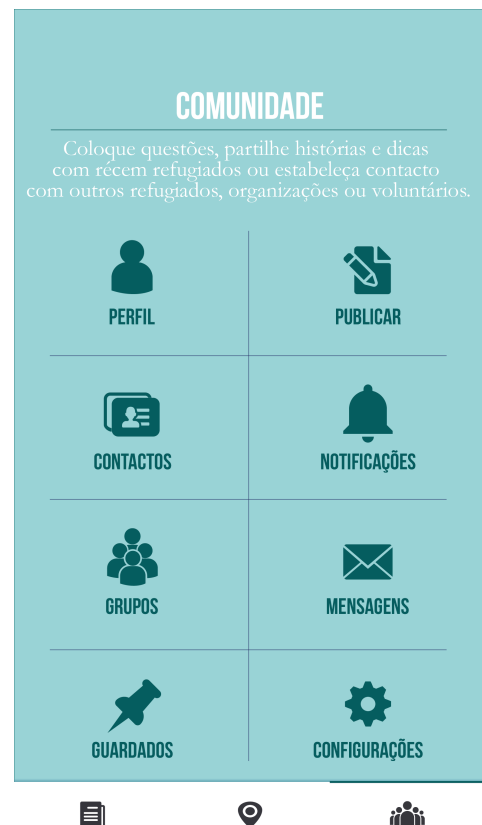 COMUNIDADE
Coloque questões, partilhe histórias e dicas
com récem refugiados ou estabeleça contacto
com outros refugiados, organizações ou voluntários.
PERFIL
PUBLICAR
CONTACTOS
NOTIFICAÇÕES
GRUPOS
MENSAGENS
GUARDADOS
CONFIGURAÇÕES